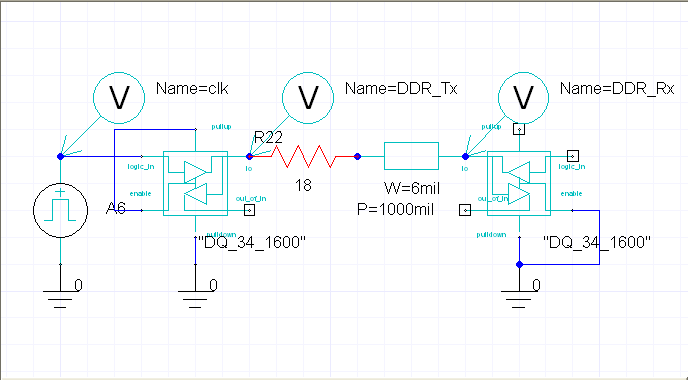 Name=clk
Name=DDR_Tx
Name=DDR_Rx
V
V
V
pullup
R22
pullup
logic_in
io
io
logic_in
18
enable
W=6mil
enable
A6
out_of_in
P=1000mil
out_of_in
pulldown
pulldown
"DQ_34_1600"
"DQ_34_1600"
0
0
0